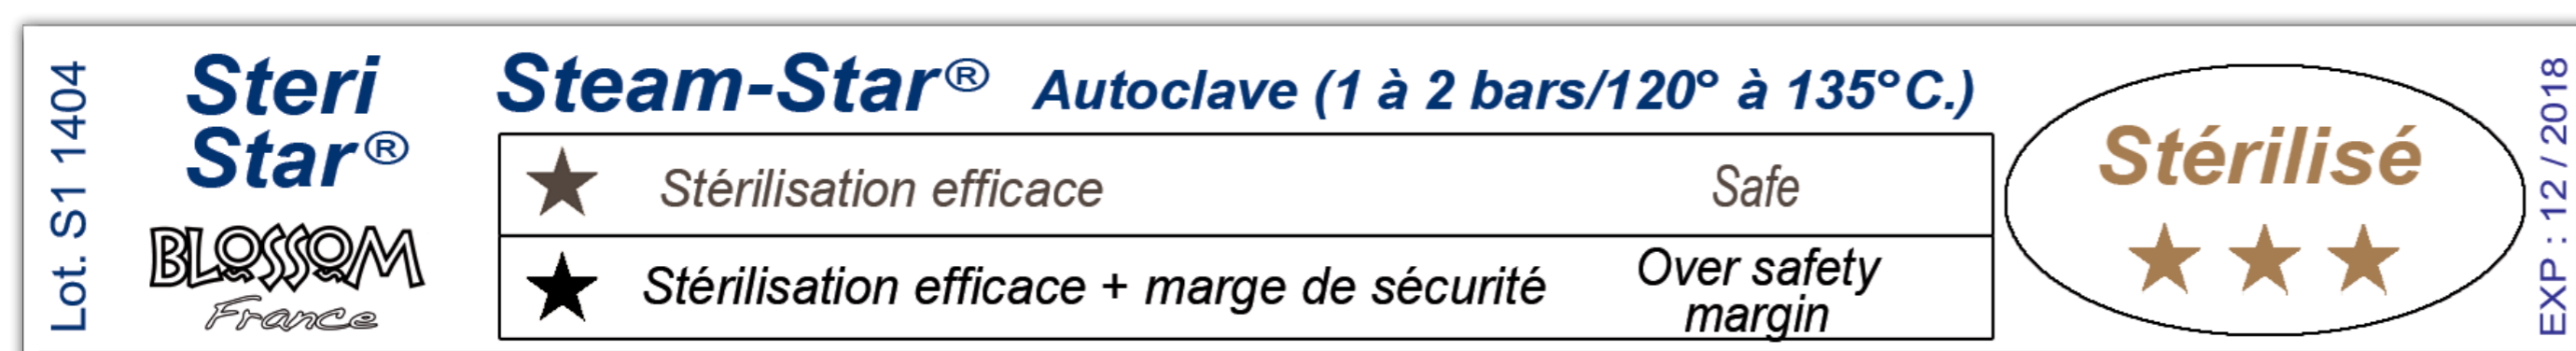 Lot. S1 1404
Steri
Star®
BLOSSOM
France
Steam-Star® Autoclave (1 à 2 bars/120° à 135°C.)
Stérilisation efficace Safe
Stérilisation efficace + marge de sécurité Over safety
margin
Stérilisé
EXP : 12 / 2018